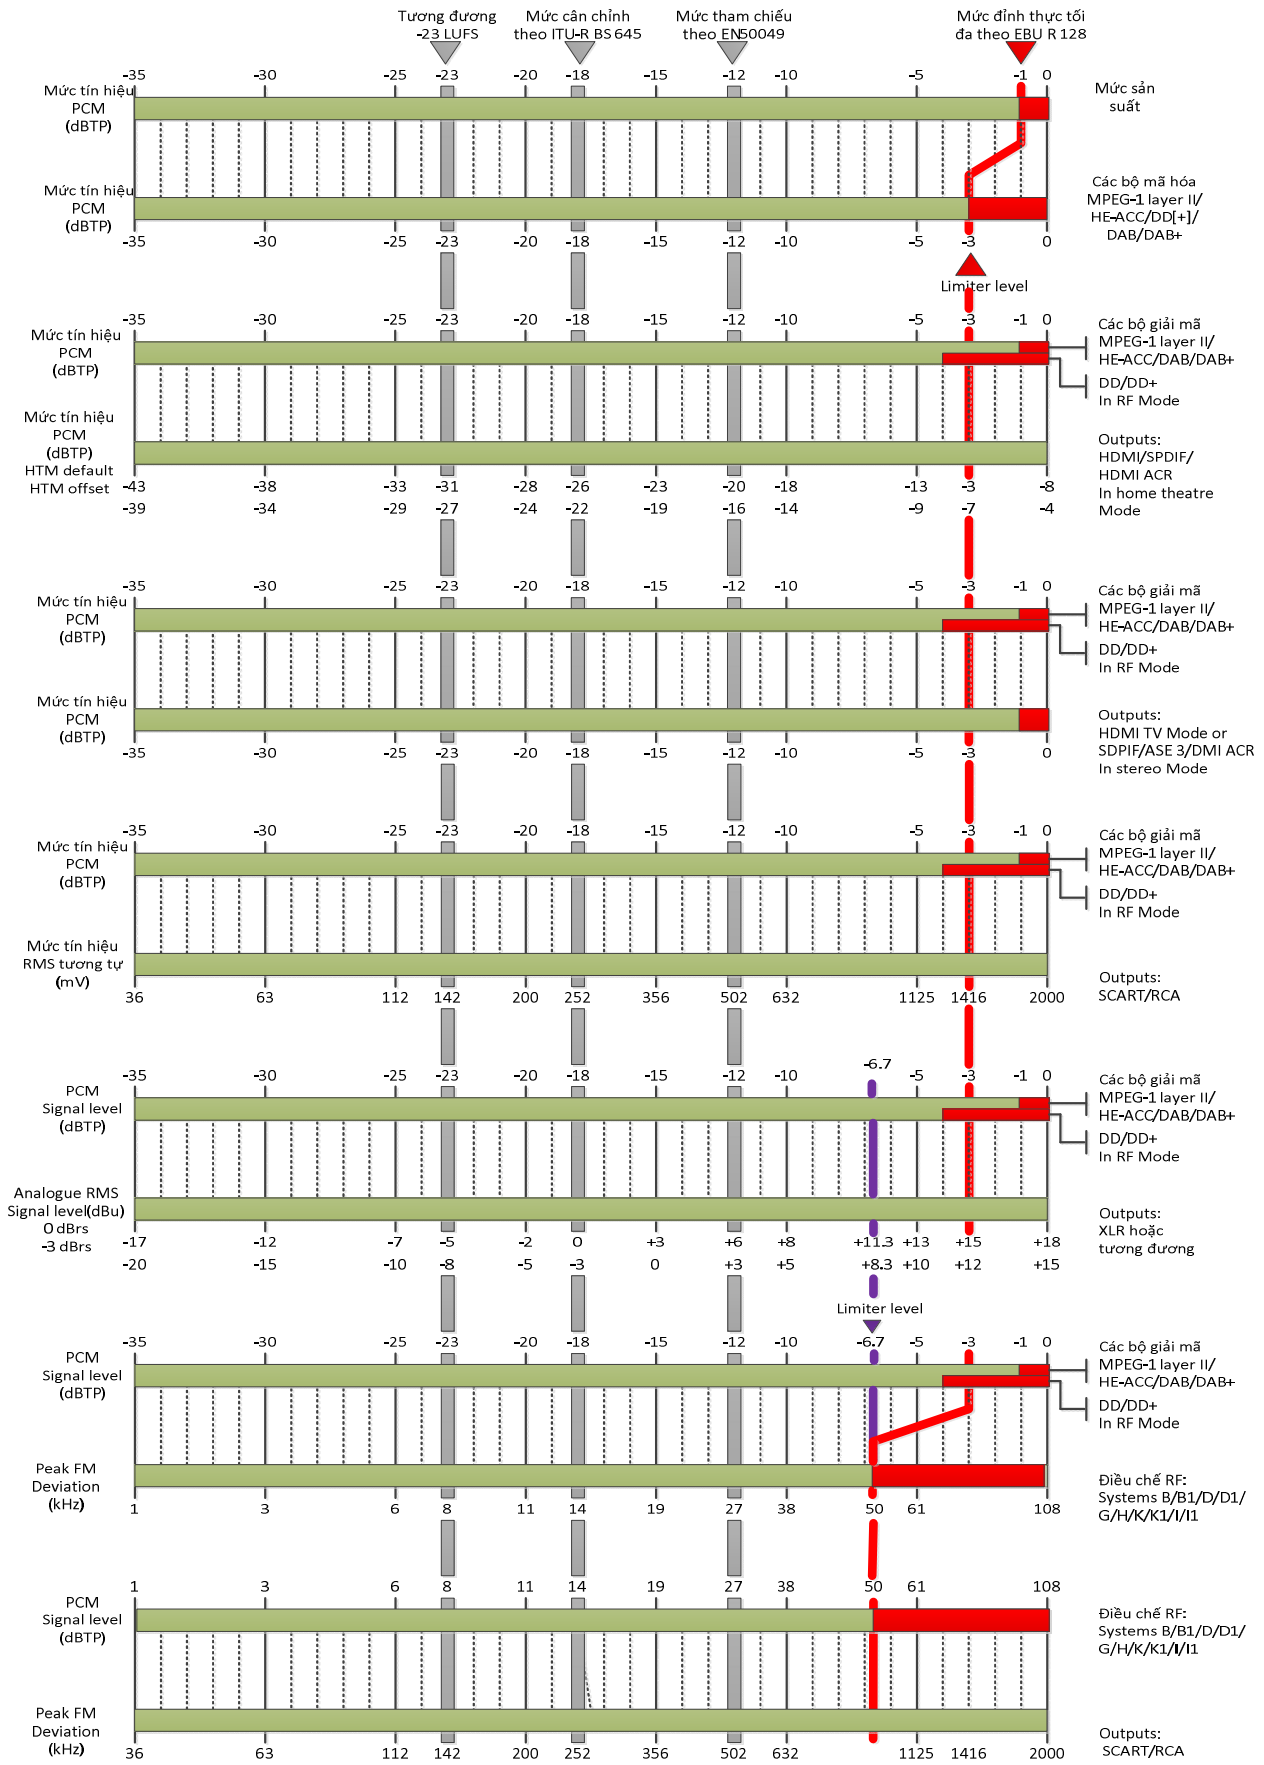 Tương đương
-23 LUFS
Mức cân chỉnh
theo ITU-R BS 645
Mức tham chiếu
theo EN50049
Mức đỉnh thực tối
đa theo EBU R 128
-35 -30 -25 -23 -20 -18 -15 -12 -10 -5 -1 0
Mức tín hiệu
PCM
(dBTP)
Mức sản
suất
Mức tín hiệu
PCM
(dBTP)
Các bộ mã hóa
MPEG-1 layer II/
HE-ACC/DD[+]/
DAB/DAB+
-35 -30 -25 -23 -20 -18 -15 -12 -10 -5 -3 0
Limiter level
-35 -30 -25 -23 -20 -18 -15 -12 -10 -5 -3 -1 0
Mức tín hiệu
PCM
(dBTP)
Các bộ giải mã
MPEG-1 layer II/
HE-ACC/DAB/DAB+
DD/DD+
In RF Mode
Mức tín hiệu
PCM
(dBTP)
HTM default
HTM offset
Outputs:
HDMI/SPDIF/
HDMI ACR
In home theatre
Mode
-43 -38 -33 -31 -28 -26 -23 -20 -18 -13 -3 -8
-39 -34 -29 -27 -24 -22 -19 -16 -14 -9 -7 -4
-35 -30 -25 -23 -20 -18 -15 -12 -10 -5 -3 -1 0
Mức tín hiệu
PCM
(dBTP)
Các bộ giải mã
MPEG-1 layer II/
HE-ACC/DAB/DAB+
DD/DD+
In RF Mode
Mức tín hiệu
PCM
(dBTP)
Outputs:
HDMI TV Mode or
SDPIF/ASE 3/DMI ACR
In stereo Mode
-35 -30 -25 -23 -20 -18 -15 -12 -10 -5 -3 0
-35 -30 -25 -23 -20 -18 -15 -12 -10 -5 -3 -1 0
Mức tín hiệu
PCM
(dBTP)
Các bộ giải mã
MPEG-1 layer II/
HE-ACC/DAB/DAB+
DD/DD+
In RF Mode
Mức tín hiệu
RMS tương tự
(mV)
Outputs:
SCART/RCA
36 63 112 142 200 252 356 502 632 1125 1416 2000
-6.7
-35 -30 -25 -23 -20 -18 -15 -12 -10 -5 -3 -1 0
PCM
Signal level
(dBTP)
Các bộ giải mã
MPEG-1 layer II/
HE-ACC/DAB/DAB+
DD/DD+
In RF Mode
Analogue RMS
Signal level(dBu)
0 dBrs
-3 dBrs
Outputs:
XLR hoặc
tương đương
-17 -12 -7 -5 -2 0 +3 +6 +8 +11.3 +13 +15 +18
-20 -15 -10 -8 -5 -3 0 +3 +5 +8.3 +10 +12 +15
Limiter level
-35 -30 -25 -23 -20 -18 -15 -12 -10 -6.7 -5 -3 -1 0
PCM
Signal level
(dBTP)
Các bộ giải mã
MPEG-1 layer II/
HE-ACC/DAB/DAB+
DD/DD+
In RF Mode
Peak FM
Deviation
(kHz)
Điều chế RF:
Systems B/B1/D/D1/
G/H/K/K1/I/I1
1 3 6 8 11 14 19 27 38 50 61 108
1 3 6 8 11 14 19 27 38 50 61 108
PCM
Signal level
(dBTP)
Điều chế RF:
Systems B/B1/D/D1/
G/H/K/K1/I/I1
Peak FM
Deviation
(kHz)
Outputs:
SCART/RCA
36 63 112 142 200 252 356 502 632 1125 1416 2000